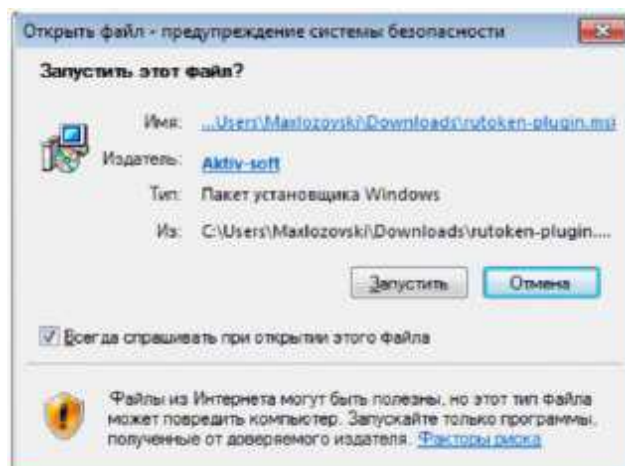 Открыть файл - предупреждение системы безопасности
Запустить этот файл?
Имя: ...Users\Maxlozovski\Downloads\rutoken-plugin.msi
Издатель: Aktiv-soft
Тип: Пакет установщика Windows
Из: C:\Users\Maxlozovski\Downloads\rutoken-plugin....
Запустить Отмена
Всегда спрашивать при открытии этого файла
Файлы из Интернета могут быть полезны, но этот тип файла
может повредить компьютер. Запускайте только программы,
полученные от доверяемого издателя. Факторы риска